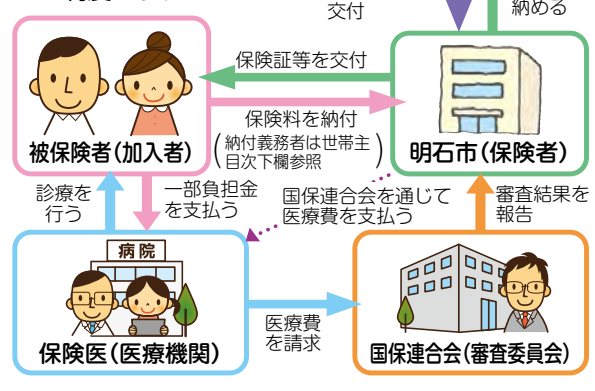 交付
納める
保険証等を交付
保険料を納付
(納付義務者は世帯主
目次下欄参照)
被保険者(加入者)
明石市(保険者)
診療を
行う
一部負担金
を支払う
国保連合会を通じて
医療費を支払う
審査結果を
報告
病院
医療費
を請求
保険医(医療機関)
国保連合会(審査委員会)